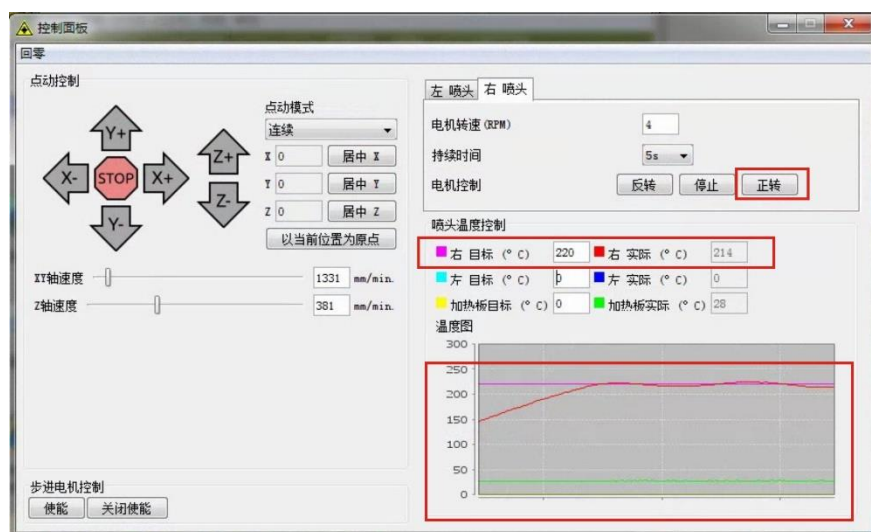 控制面板
回零
点动控制
Y+
X-
STOP
X+
Y-
Z+
Z-
点动模式
连续
X 0 居中 X
Y 0 居中 Y
Z 0 居中 Z
以当前位置为原点
XY轴速度 1331 mm/min.
Z轴速度 381 mm/min.
步进电机控制
使能 关闭使能
左 喷头 右 喷头
电机转速(RPM) 4
持续时间 5s
电机控制 反转 停止 正转
喷头温度控制
右 目标 (° C) 220 右 实际 (° C) 214
左 目标 (° C) 0 左 实际 (° C) 0
加热板目标 (° C) 0 加热板实际 (° C) 28
温度图
300
250
200
150
100
50
0